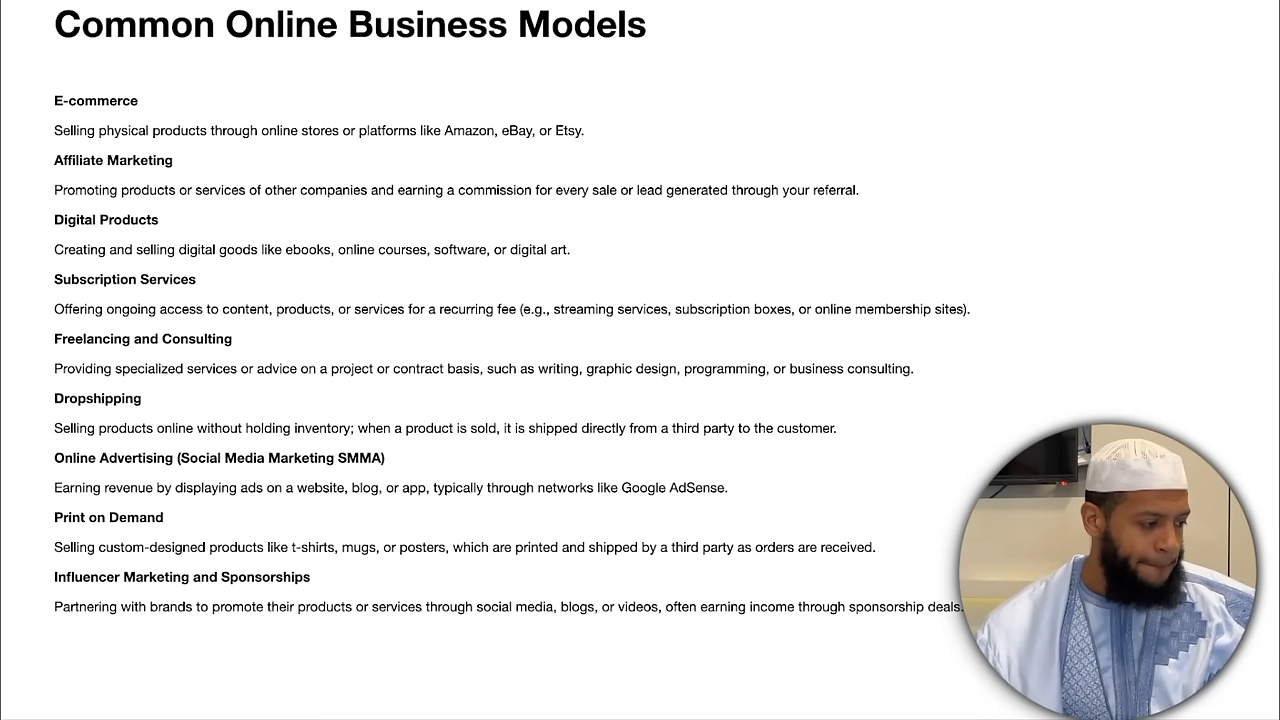 Common Online Business Models
E-commerce
Selling physical products through online stores or platforms like Amazon, eBay, or Etsy.
Affiliate Marketing
Promoting products or services of other companies and earning a commission for every sale or lead generated through your referral.
Digital Products
Creating and selling digital goods like ebooks, online courses, software, or digital art.
Subscription Services
Offering ongoing access to content, products, or services for a recurring fee (e.g., streaming services, subscription boxes, or online membership sites).
Freelancing and Consulting
Providing specialized services or advice on a project or contract basis, such as writing, graphic design, programming, or business consulting.
Dropshipping
Selling products online without holding inventory; when a product is sold, it is shipped directly from a third party to the customer.
Online Advertising (Social Media Marketing SMMA)
Earning revenue by displaying ads on a website, blog, or app, typically through networks like Google AdSense.
Print on Demand
Selling custom-designed products like t-shirts, mugs, or posters, which are printed and shipped by a third party as orders are received.
Influencer Marketing and Sponsorships
Partnering with brands to promote their products or services through social media, blogs, or videos, often earning income through sponsorship deals.